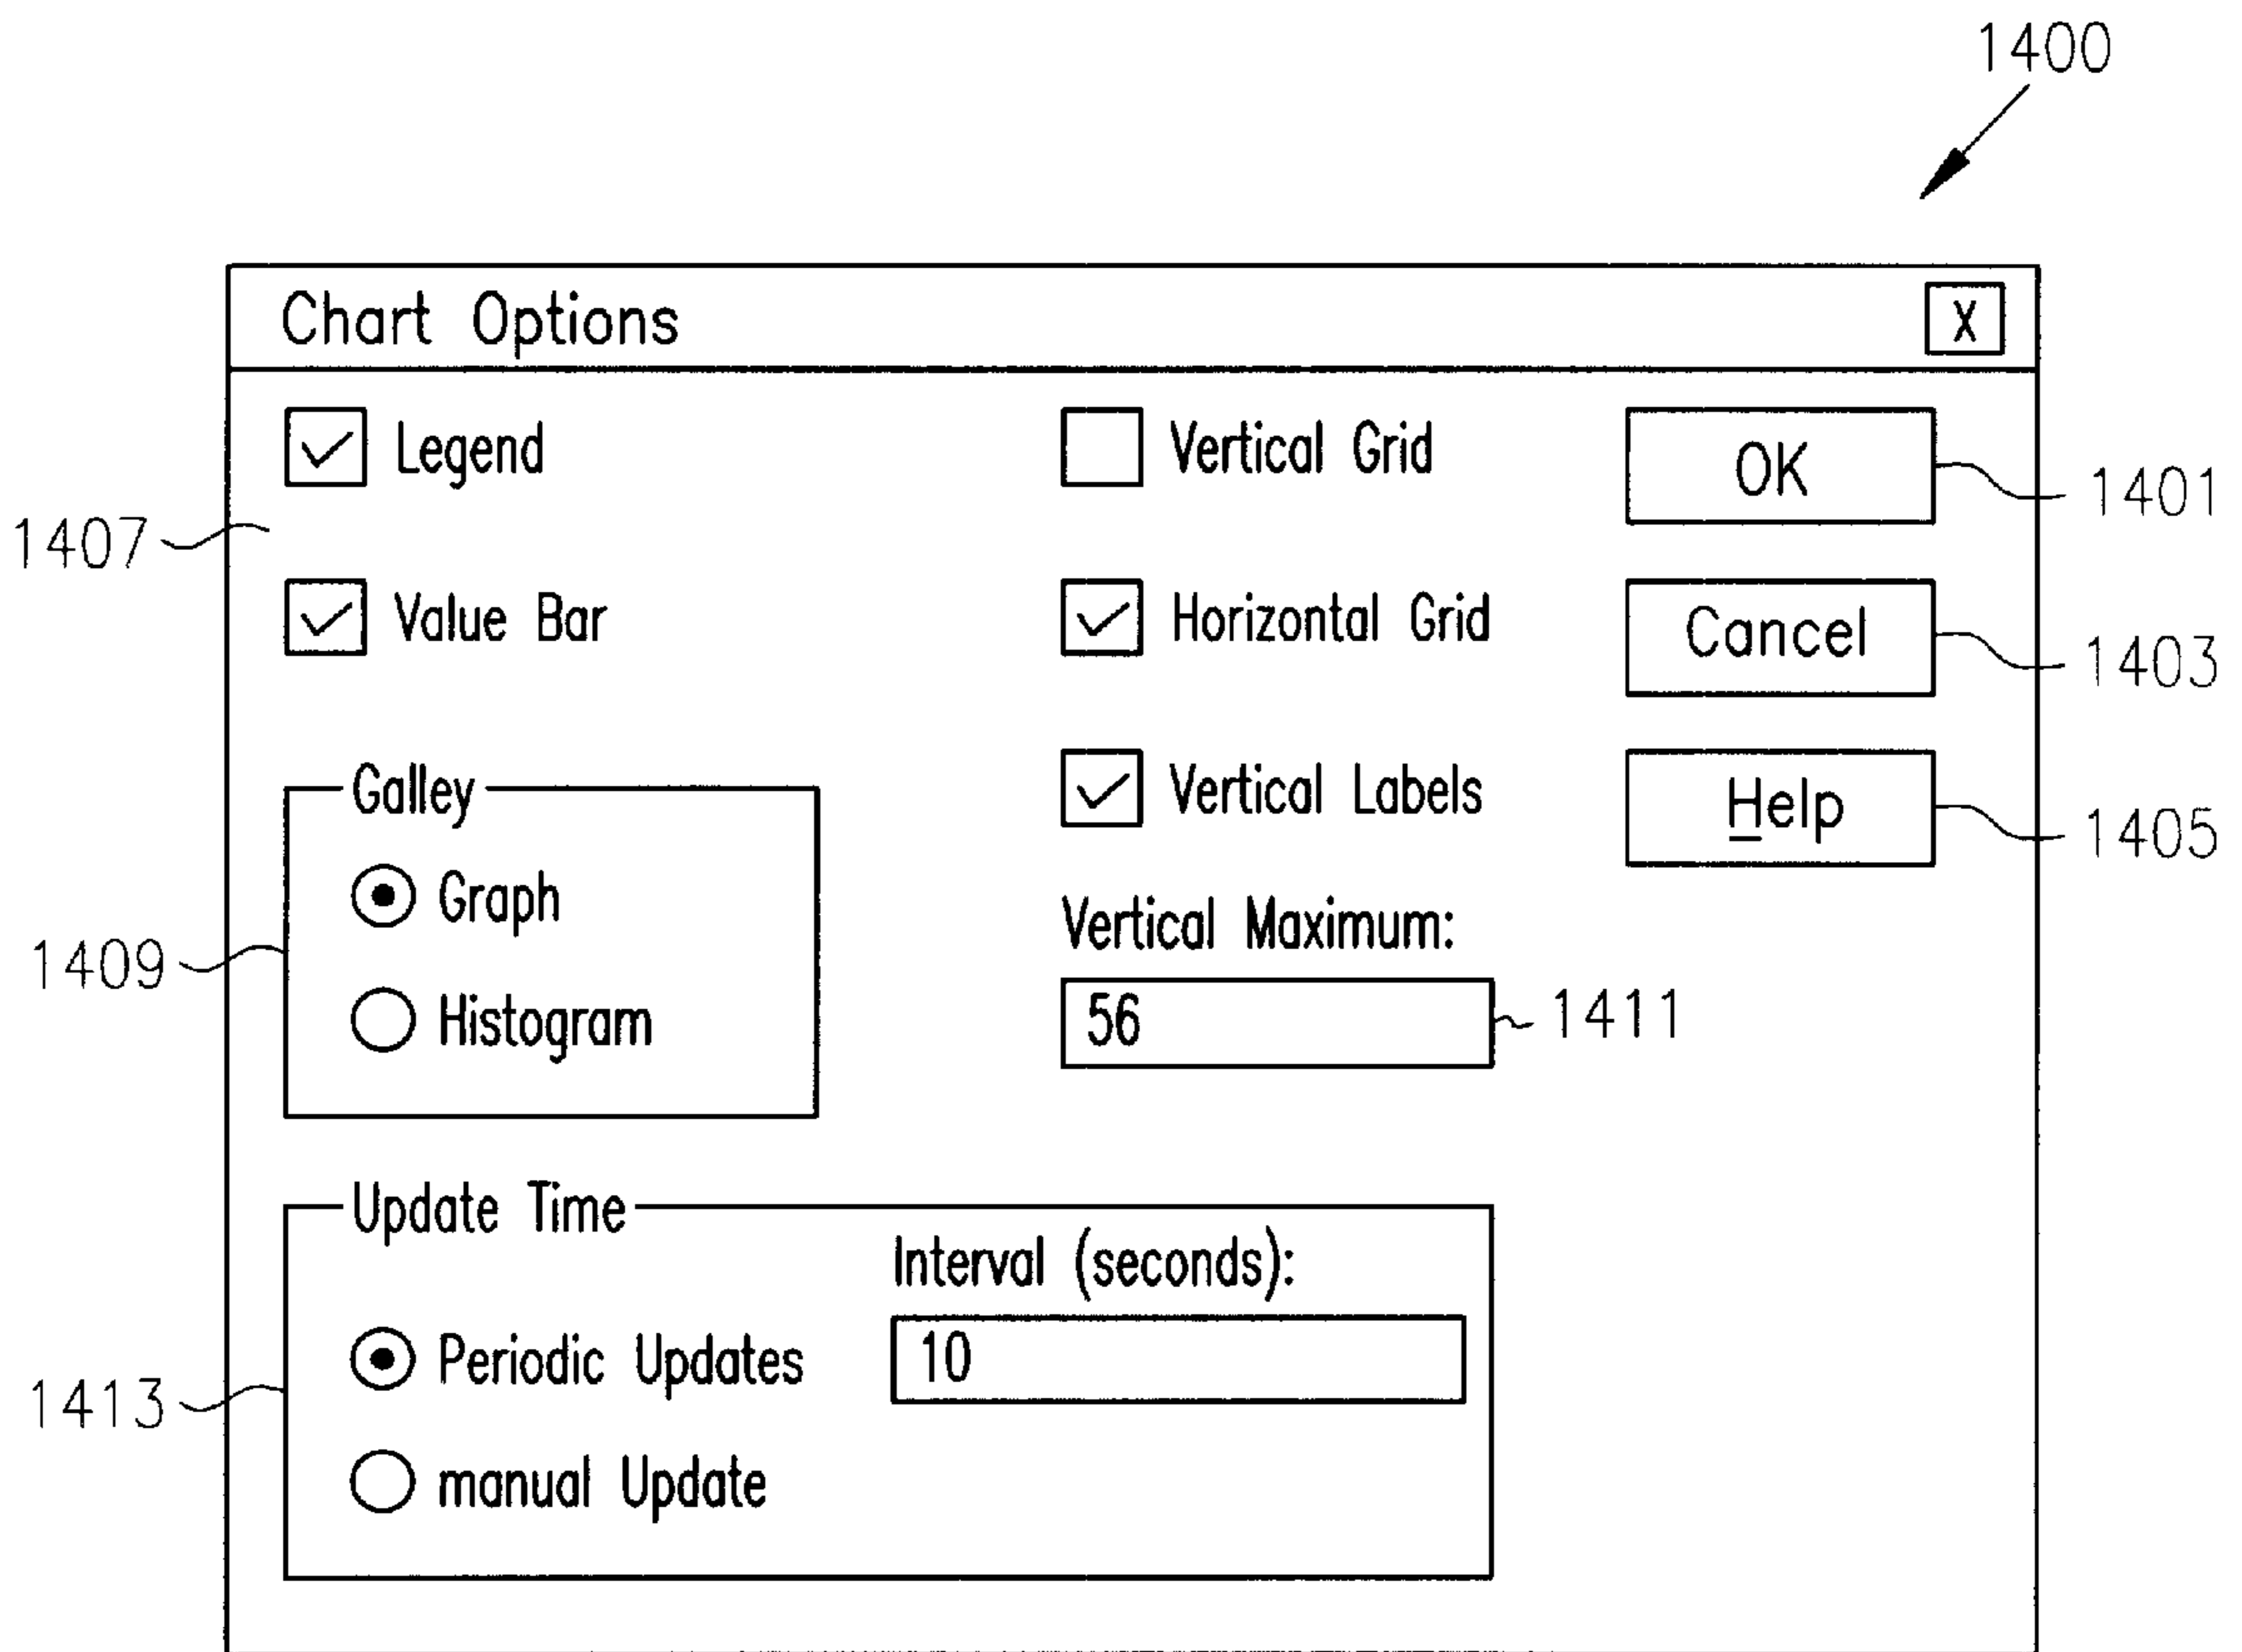 1400
Chart Options
X
Legend
Vertical Grid
OK
1401
1407
Value Bar
Horizontal Grid
Cancel
1403
Galley
Vertical Labels
Help
1405
Graph
Vertical Maximum:
1409
Histogram
56
1411
Update Time
Interval (seconds):
Periodic Updates
10
1413
manual Update